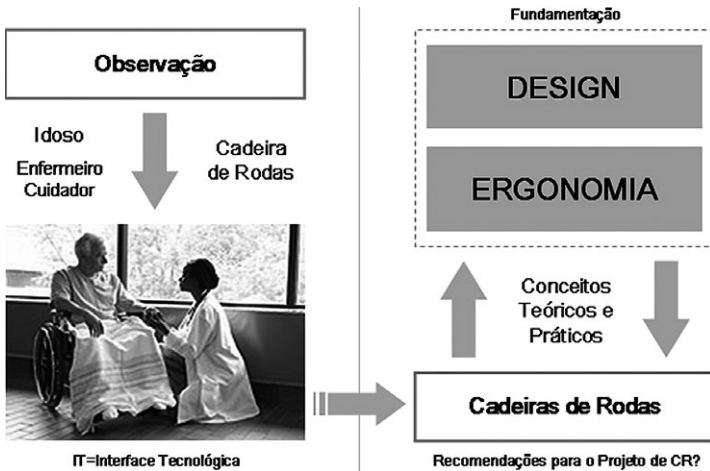 Observação
Idoso
Enfermeiro
Cuidador
Cadeira
de Rodas
IT=Interface Tecnológica
Fundamentação
DESIGN
ERGONOMIA
Conceitos
Teóricos e
Práticos
Cadeiras de Rodas
Recomendações para o Projeto de CR?